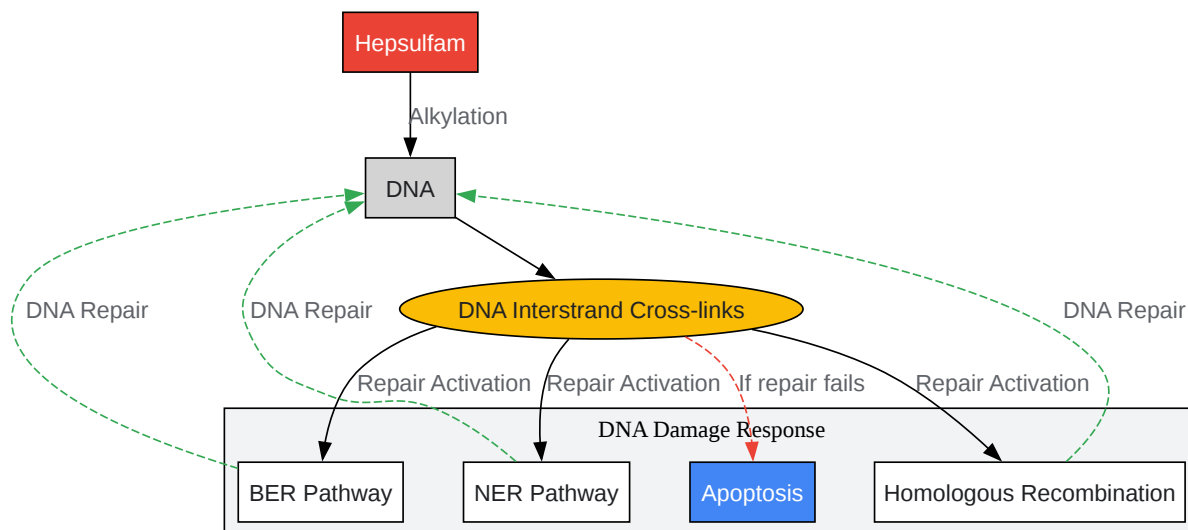 Hepsulfam
Alkylation
DNA
DNA Interstrand Cross-links
DNA Repair
DNA Repair
DNA Repair
Repair Activation
Repair Activation
If repair fails
Repair Activation
DNA Damage Response
BER Pathway
NER Pathway
Apoptosis
Homologous Recombination